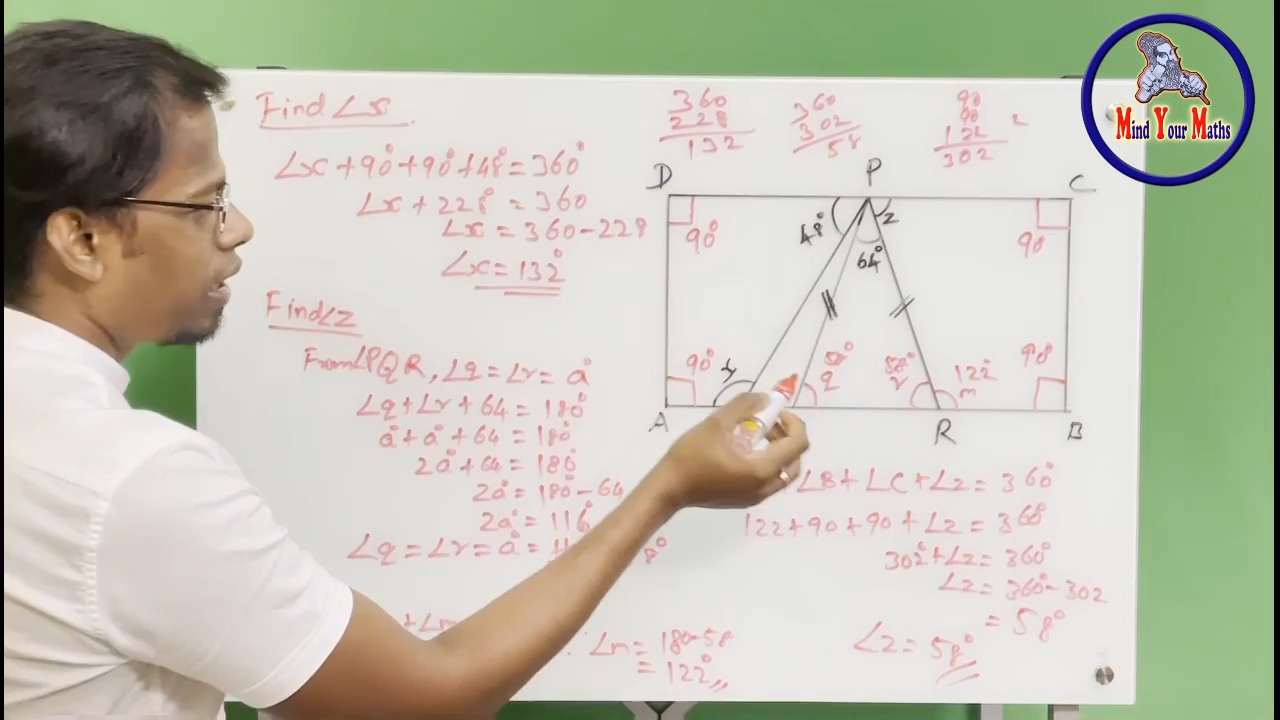 Find ∠x
∠x + 90° + 90° + 48° = 360°
∠x + 228° = 360
∠x = 360 - 228
∠x = 132°
Find ∠z
From ∠PQR, ∠q = ∠r = a°
∠q + ∠r + 64 = 180°
a° + a° + 64 = 180°
2a° + 64 = 180°
2a° = 180° - 64
2a° = 116°
∠q = ∠r = a° =
8°
+ ∠m
∠m = 180 - 58
= 122°
360
228
132
360
302
58
90
90
122
302
D
P
C
90°
48°
z
64°
90
90°
x
58°
q
58°
r
122°
m
90°
A
R
B
+ ∠B + ∠C + ∠z = 360°
122 + 90 + 90 + ∠z = 360°
302° + ∠z = 360°
∠z = 360° - 302
= 58°
∠z = 58°
Mind Your Maths